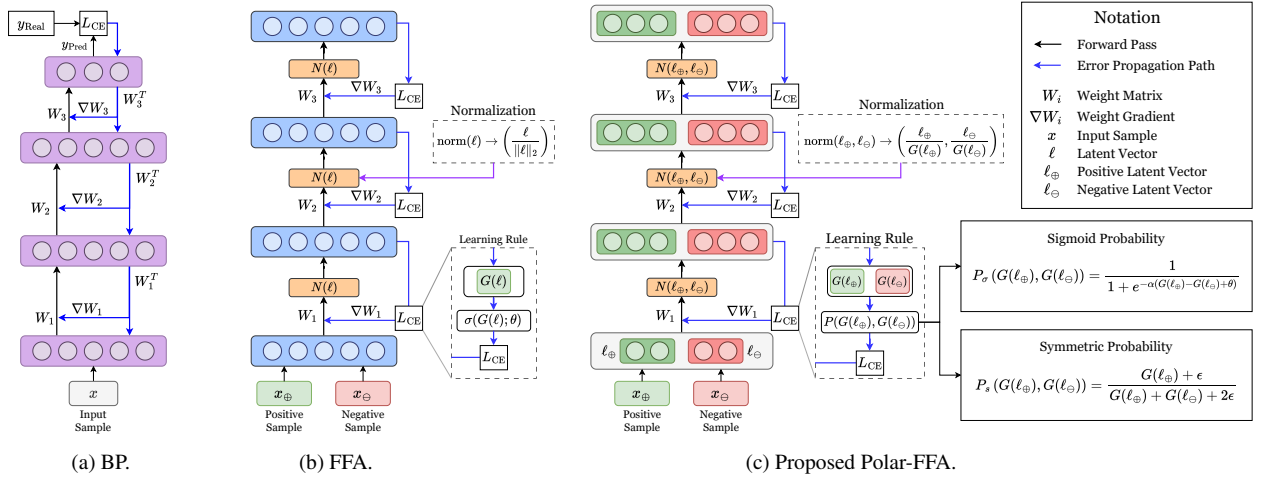 y_Real
L_CE
y_Pred
W_3
∇W_3
W_3^T
W_2
∇W_2
W_2^T
W_1
∇W_1
W_1^T
x
Input
Sample
(a) BP.
N(ℓ)
W_3
∇W_3
L_CE
Normalization
norm(ℓ) → (ℓ / ||ℓ||_2)
N(ℓ)
W_2
∇W_2
L_CE
N(ℓ)
W_1
∇W_1
L_CE
Learning Rule
G(ℓ)
σ(G(ℓ); θ)
L_CE
x_⊕
x_⊖
Positive
Sample
Negative
Sample
(b) FFA.
N(ℓ_⊕, ℓ_⊖)
W_3
∇W_3
L_CE
Normalization
norm(ℓ_⊕, ℓ_⊖) → (ℓ_⊕ / G(ℓ_⊕), ℓ_⊖ / G(ℓ_⊖))
N(ℓ_⊕, ℓ_⊖)
W_2
∇W_2
L_CE
N(ℓ_⊕, ℓ_⊖)
W_1
∇W_1
L_CE
Learning Rule
G(ℓ_⊕)
G(ℓ_⊖)
P(G(ℓ_⊕), G(ℓ_⊖))
L_CE
ℓ_⊕
ℓ_⊖
x_⊕
x_⊖
Positive
Sample
Negative
Sample
(c) Proposed Polar-FFA.
Notation
Forward Pass
Error Propagation Path
W_i Weight Matrix
∇W_i Weight Gradient
x Input Sample
ℓ Latent Vector
ℓ_⊕ Positive Latent Vector
ℓ_⊖ Negative Latent Vector
Sigmoid Probability
P_σ (G(ℓ_⊕), G(ℓ_⊖)) = 1 / (1 + e^{-α(G(ℓ_⊕)-G(ℓ_⊖)+θ)})
Symmetric Probability
P_s (G(ℓ_⊕), G(ℓ_⊖)) = (G(ℓ_⊕) + ϵ) / (G(ℓ_⊕) + G(ℓ_⊖) + 2ϵ)